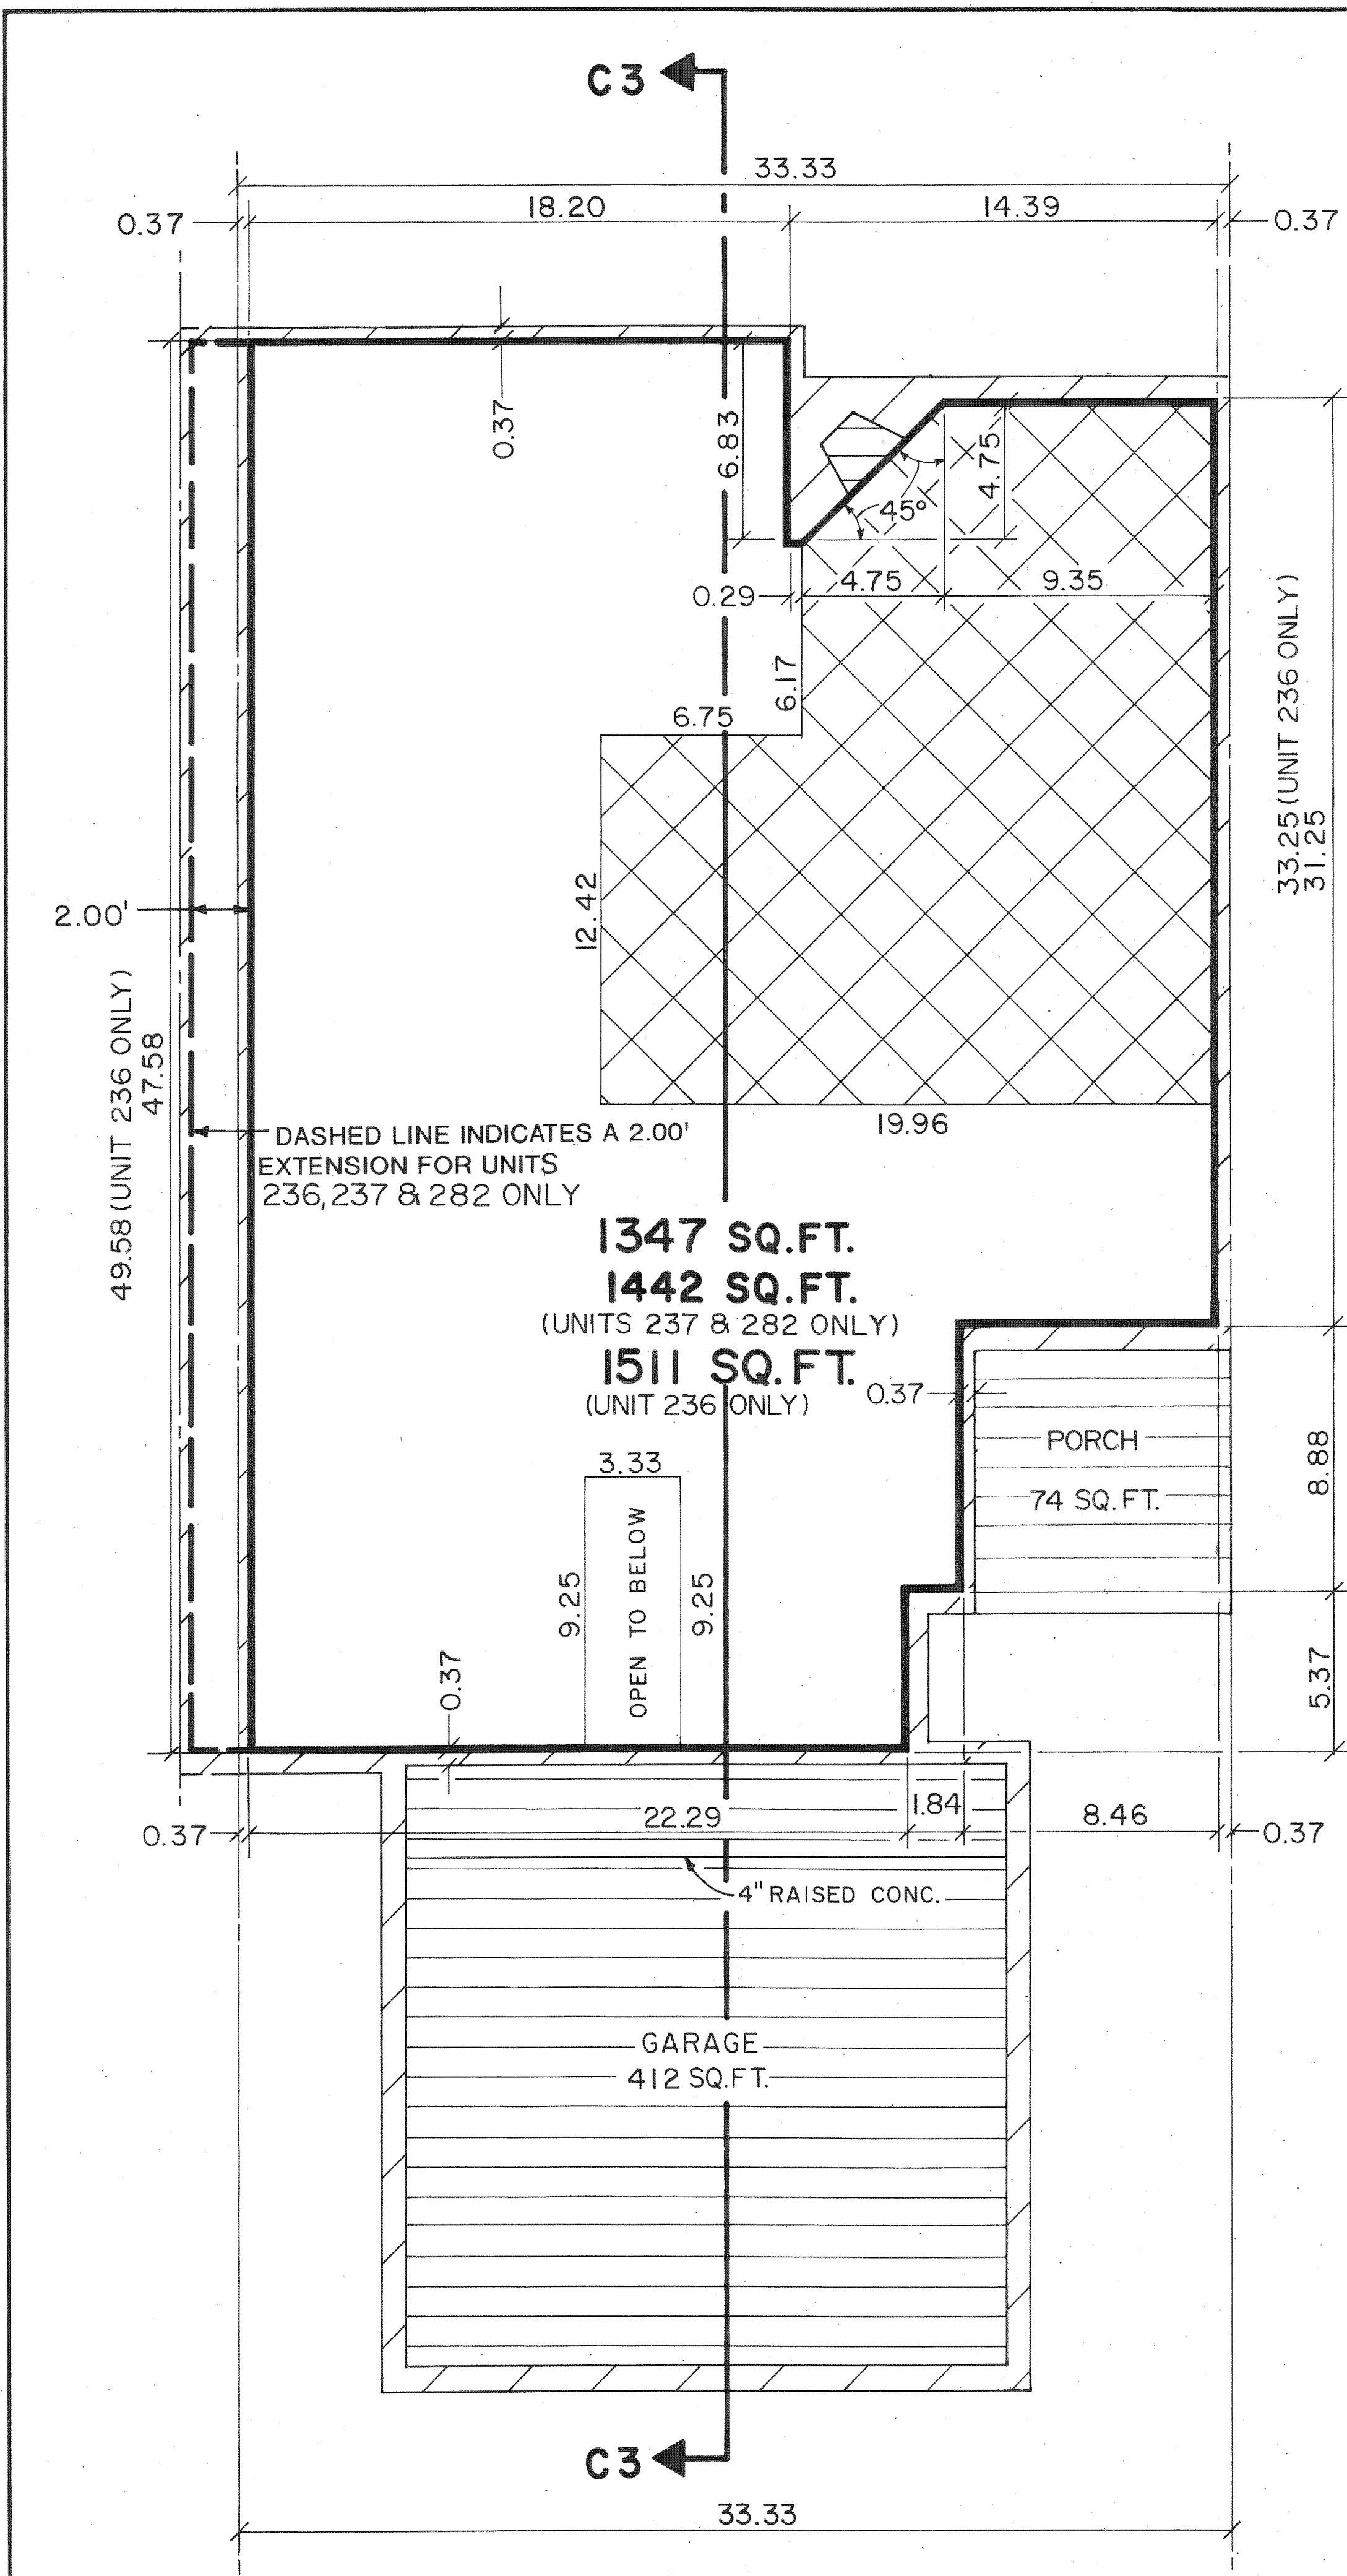 C3
33.33
18.20
14.39
0.37
0.37
0.37
6.83
4.75
45°
0.29
4.75
9.35
6.17
6.75
33.25 (UNIT 236 ONLY)
31.25
12.42
2.00'
49.58 (UNIT 236 ONLY)
47.58
19.96
DASHED LINE INDICATES A 2.00'
EXTENSION FOR UNITS
236, 237 & 282 ONLY
1347 SQ.FT.
1442 SQ.FT.
(UNITS 237 & 282 ONLY)
1511 SQ.FT.
(UNIT 236 ONLY)
0.37
PORCH
74 SQ.FT.
8.88
3.33
9.25
OPEN TO BELOW
9.25
0.37
5.37
0.37
22.29
1.84
8.46
0.37
4" RAISED CONC.
GARAGE
412 SQ.FT.
C3
33.33